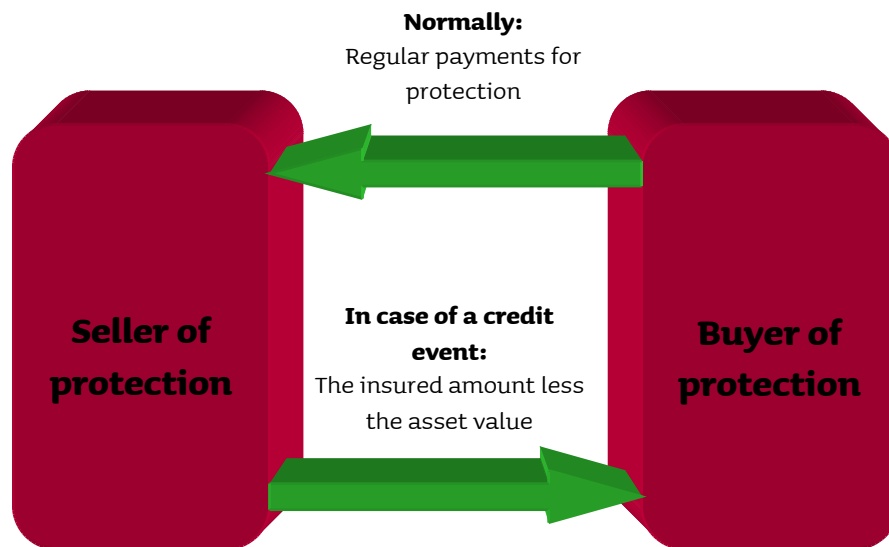 Normally:
Regular payments for
protection
Seller of
protection
In case of a credit
event:
The insured amount less
the asset value
Buyer of
protection